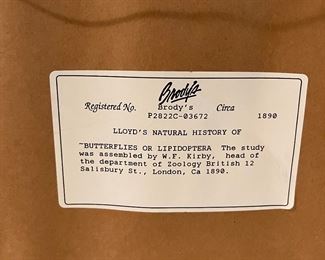 Brody's
Registered No. Brody's Circa
P2822C-03672 1890
LLOYD'S NATURAL HISTORY OF
~BUTTERFLIES OR LIPIDOPTERA The study
was assembled by W.F. Kirby, head of
the department of Zoology British 12
Salisbury St., London, Ca 1890.